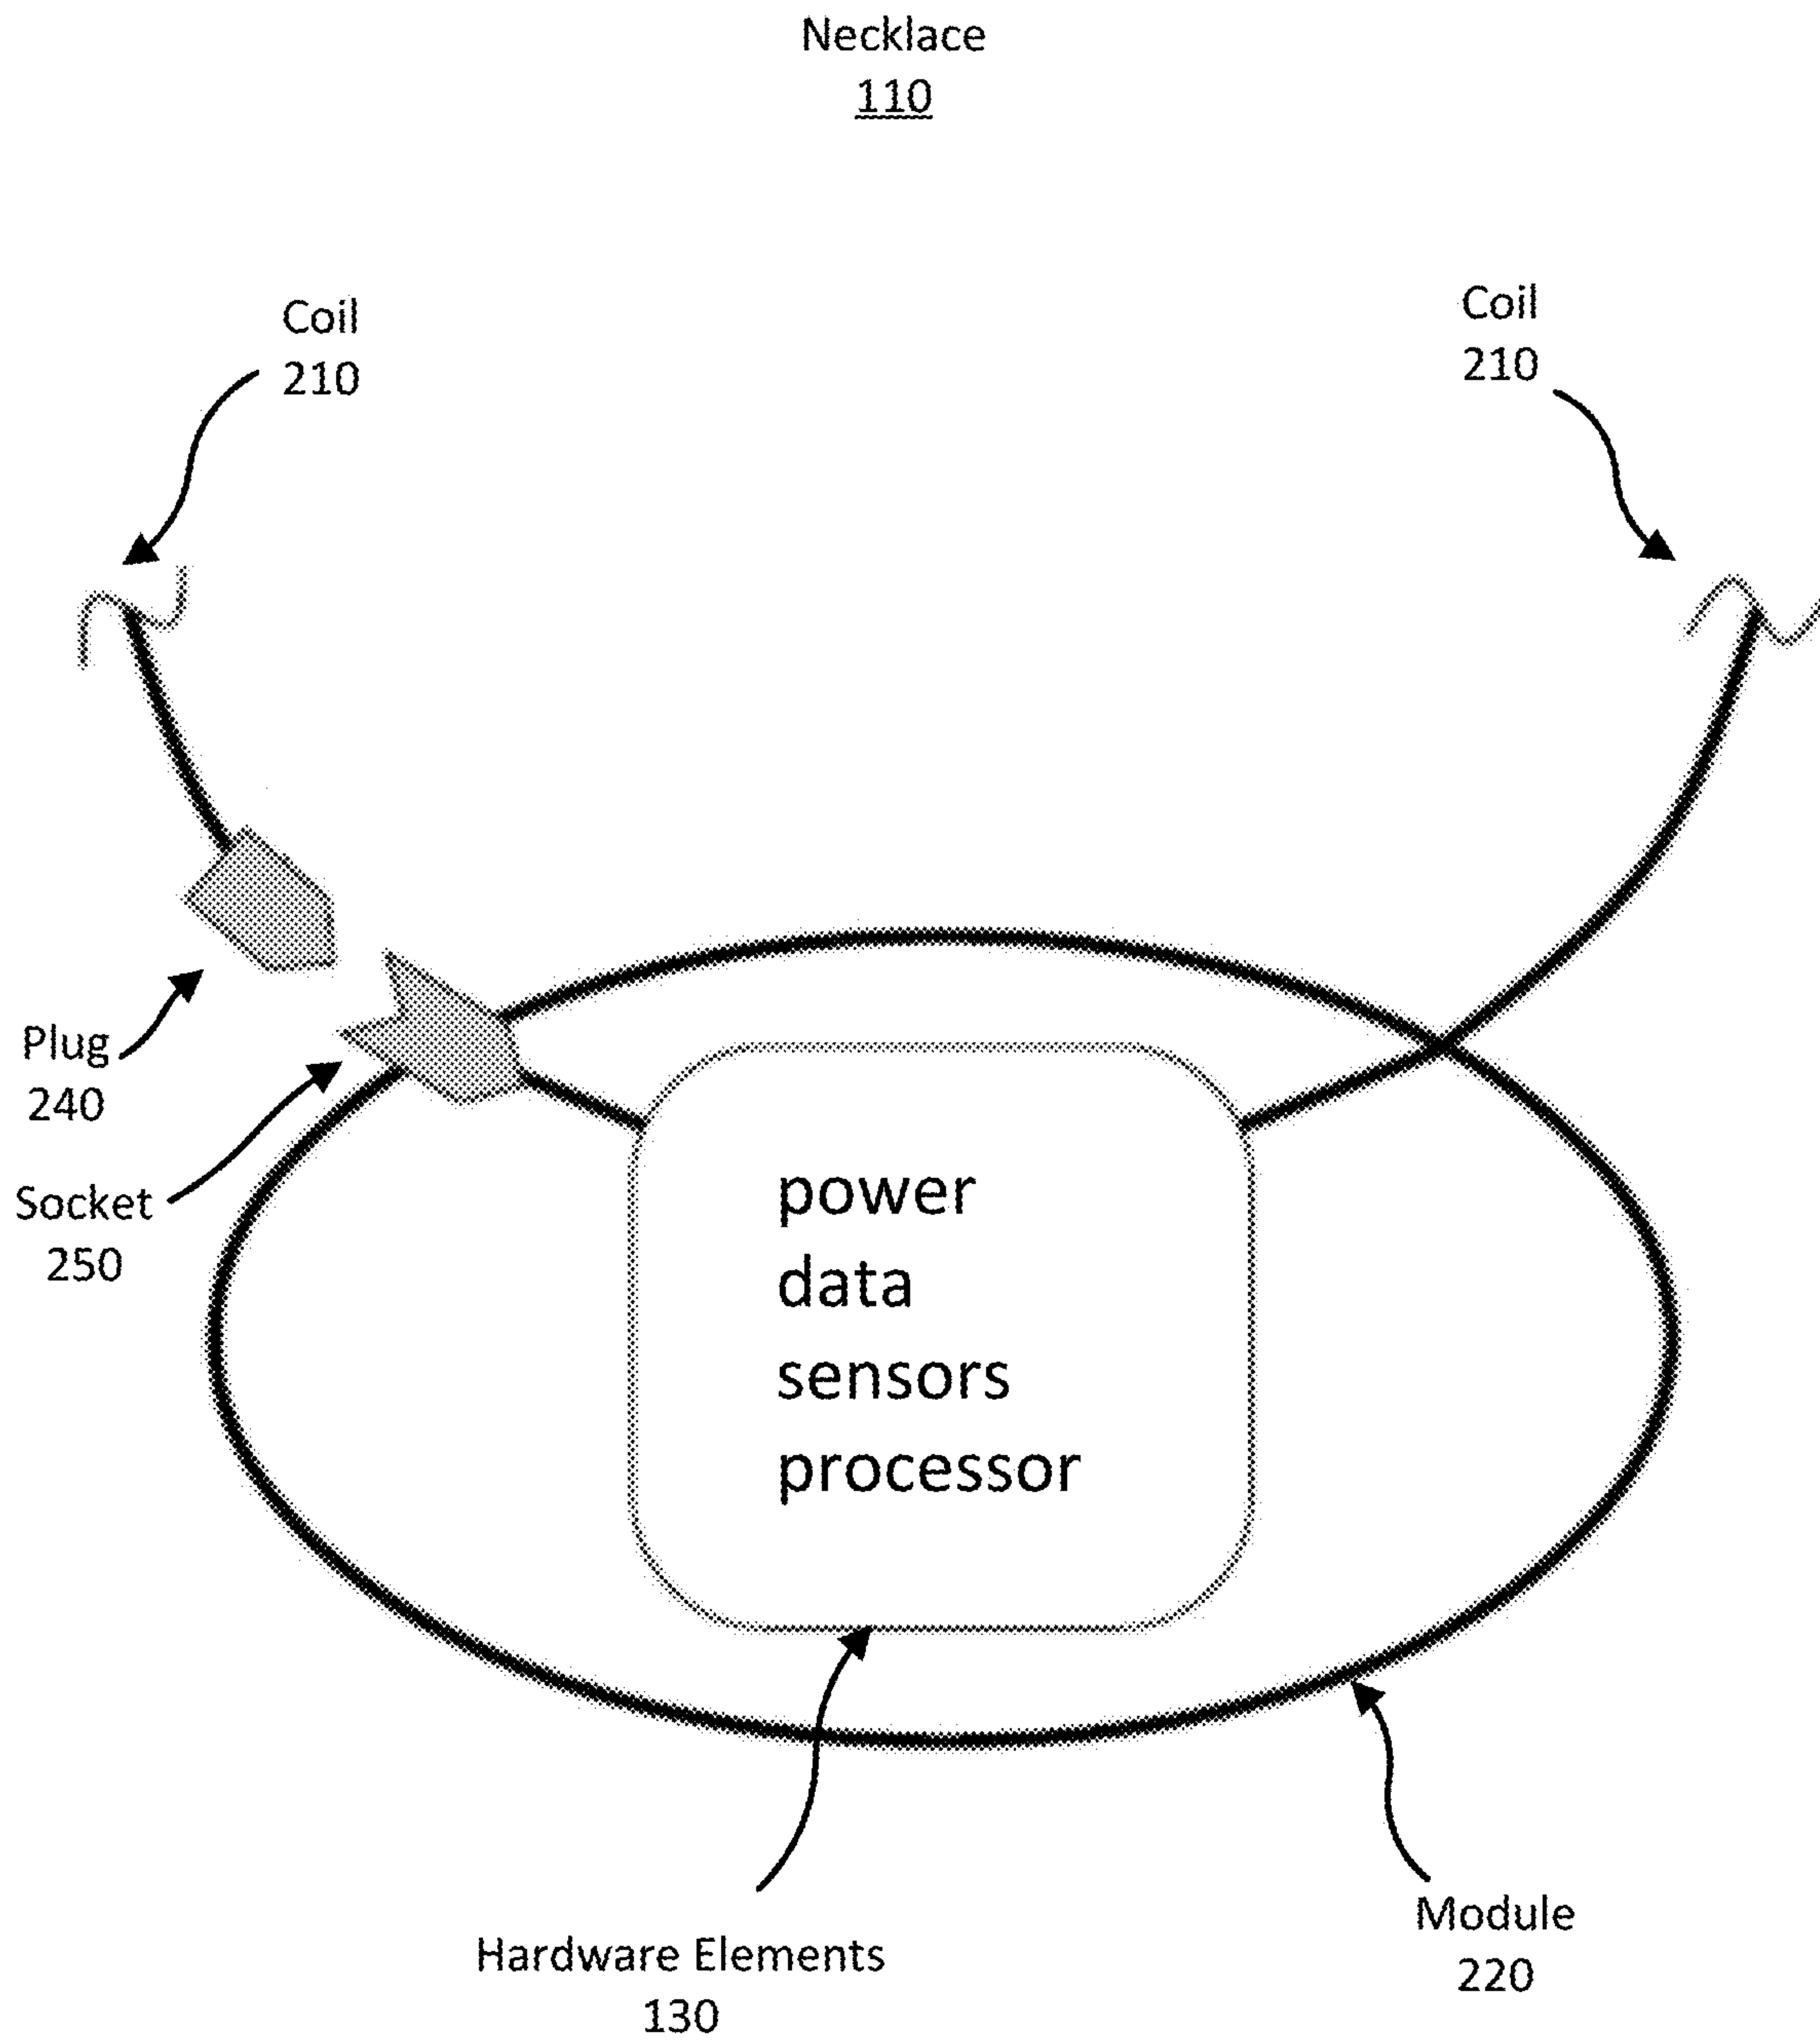 Necklace
110
Coil
210
Coil
210
Plug
240
Socket
250
power
data
sensors
processor
Hardware Elements
130
Module
220